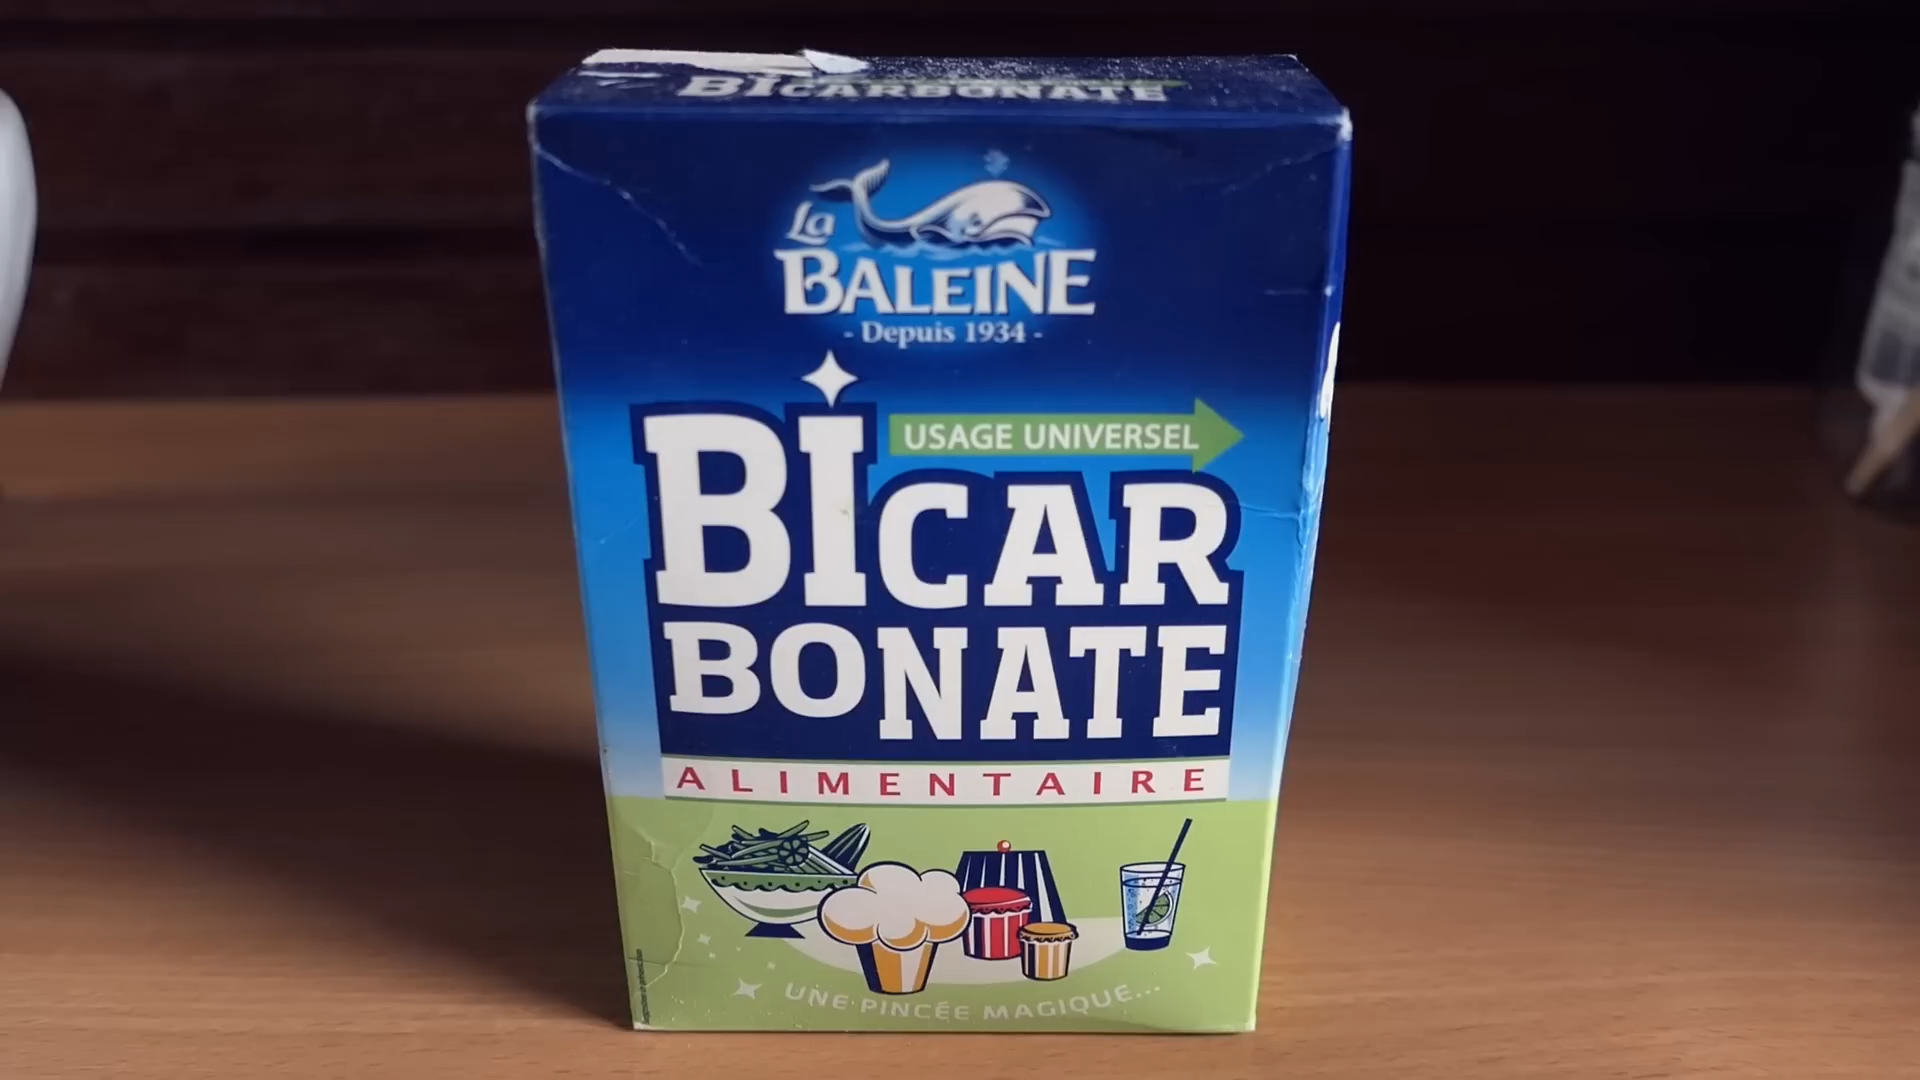 BICARBONATE
La
BALEINE
- Depuis 1934 -
USAGE UNIVERSEL
BICAR
BONATE
ALIMENTAIRE
UNE PINCÉE MAGIQUE...